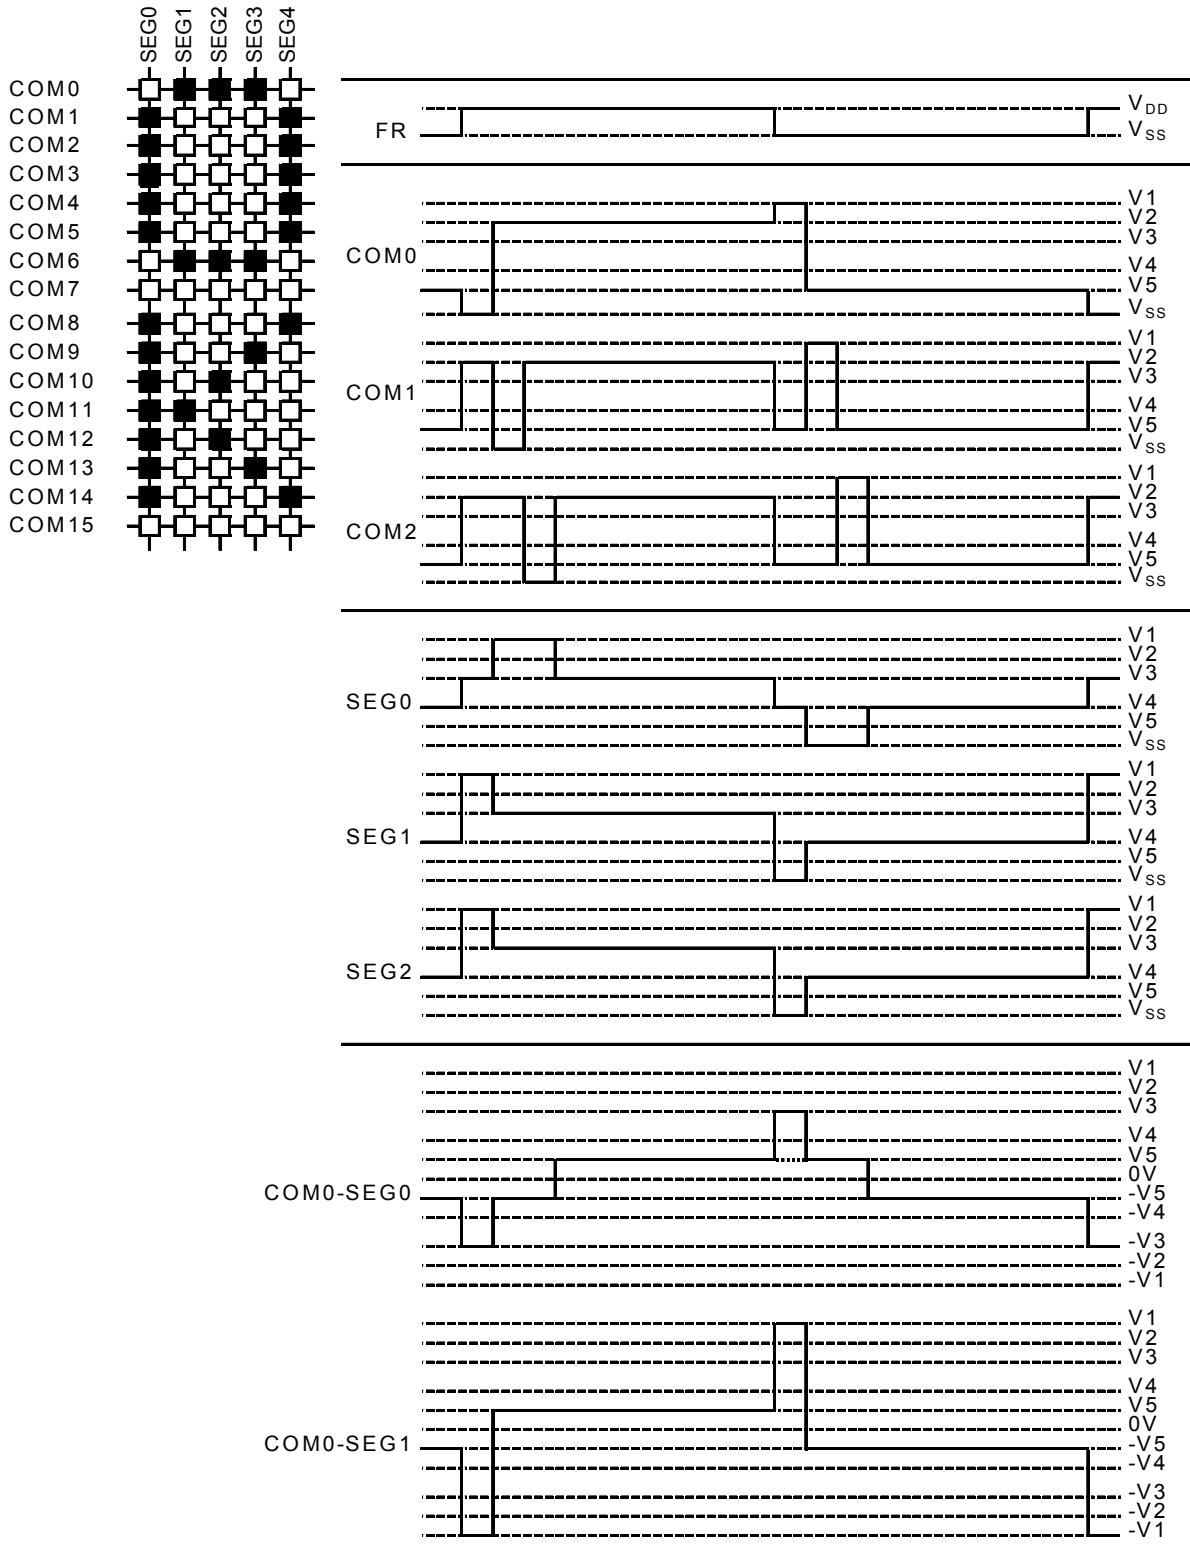 SEG0
SEG1
SEG2
SEG3
SEG4
COM0
COM1
COM2
COM3
COM4
COM5
COM6
COM7
COM8
COM9
COM10
COM11
COM12
COM13
COM14
COM15
FR
VDD
VSS
COM0
V1
V2
V3
V4
V5
VSS
COM1
V1
V2
V3
V4
V5
VSS
COM2
V1
V2
V3
V4
V5
VSS
SEG0
V1
V2
V3
V4
V5
VSS
SEG1
V1
V2
V3
V4
V5
VSS
SEG2
V1
V2
V3
V4
V5
VSS
COM0-SEG0
V1
V2
V3
V4
V5
0V
-V5
-V4
-V3
-V2
-V1
COM0-SEG1
V1
V2
V3
V4
V5
0V
-V5
-V4
-V3
-V2
-V1